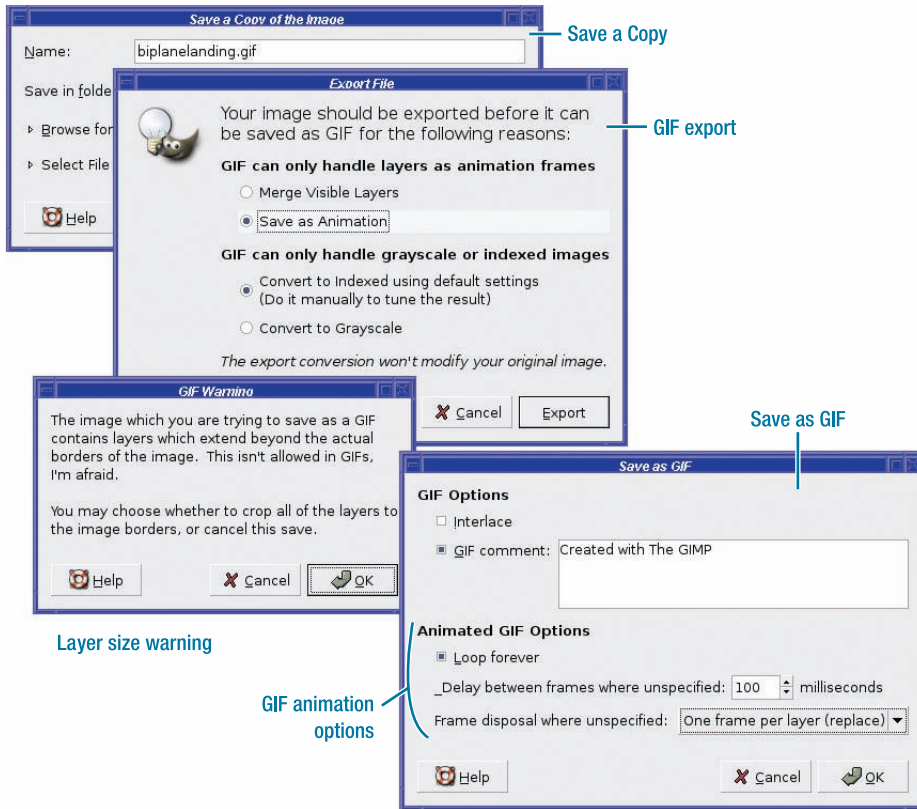 Save a Copy of the Image
Save a Copy
Name:
biplanelanding.gif
Save in folde
Browse for
Select File
Help
Export File
GIF export
Your image should be exported before it can
be saved as GIF for the following reasons:
GIF can only handle layers as animation frames
Merge Visible Layers
Save as Animation
GIF can only handle grayscale or indexed images
Convert to Indexed using default settings
(Do it manually to tune the result)
Convert to Grayscale
The export conversion won't modify your original image.
Cancel
Export
GIF Warning
The image which you are trying to save as a GIF
contains layers which extend beyond the actual
borders of the image. This isn't allowed in GIFs,
I'm afraid.
You may choose whether to crop all of the layers to
the image borders, or cancel this save.
Help
Cancel
OK
Layer size warning
Save as GIF
Save as GIF
GIF Options
Interlace
GIF comment:
Created with The GIMP
Animated GIF Options
Loop forever
_Delay between frames where unspecified:
100
milliseconds
Frame disposal where unspecified:
One frame per layer (replace)
GIF animation
options
Help
Cancel
OK